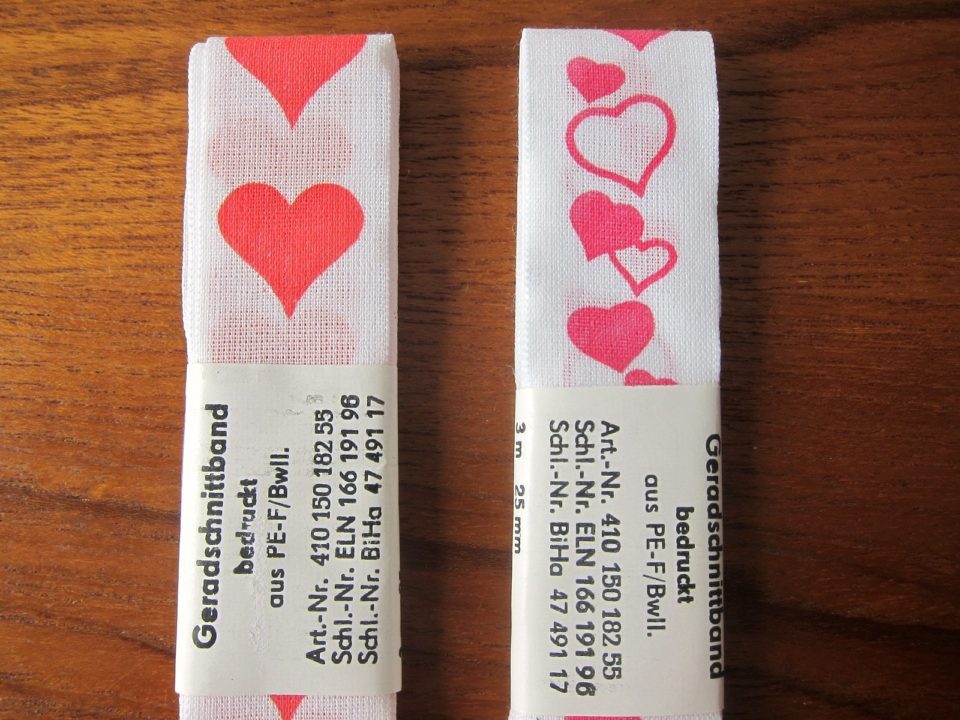 Geradschnittband
bedruckt
aus PE-F/Bwll.
Art.-Nr. 410 150 182 55
Schl.-Nr. ELN 166 191 96
Schl.-Nr. BiHa 47 491 17
Geradschnittband
bedruckt
aus PE-F/Bwll.
Art.-Nr. 410 150 182 55
Schl.-Nr. ELN 166 191 96
Schl.-Nr. BiHa 47 491 17
3 m 25 mm